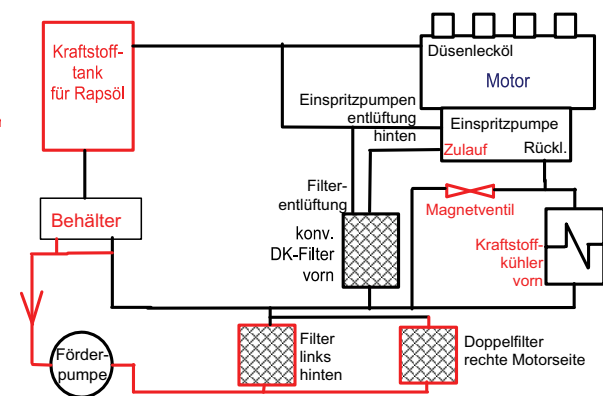 Kraftstoff-
tank
für Rapsöl
Düsenlecköl
Motor
Einspritzpumpen
entlüftung
hinten
Einspritzpumpe
Zulauf
Rückl.
Filter-
entlüftung
Magnetventil
Behälter
konv.
DK-Filter
vorn
Kraftstoff-
kühler
vorn
Förder-
pumpe
Filter
links
hinten
Doppelfilter
rechte Motorseite